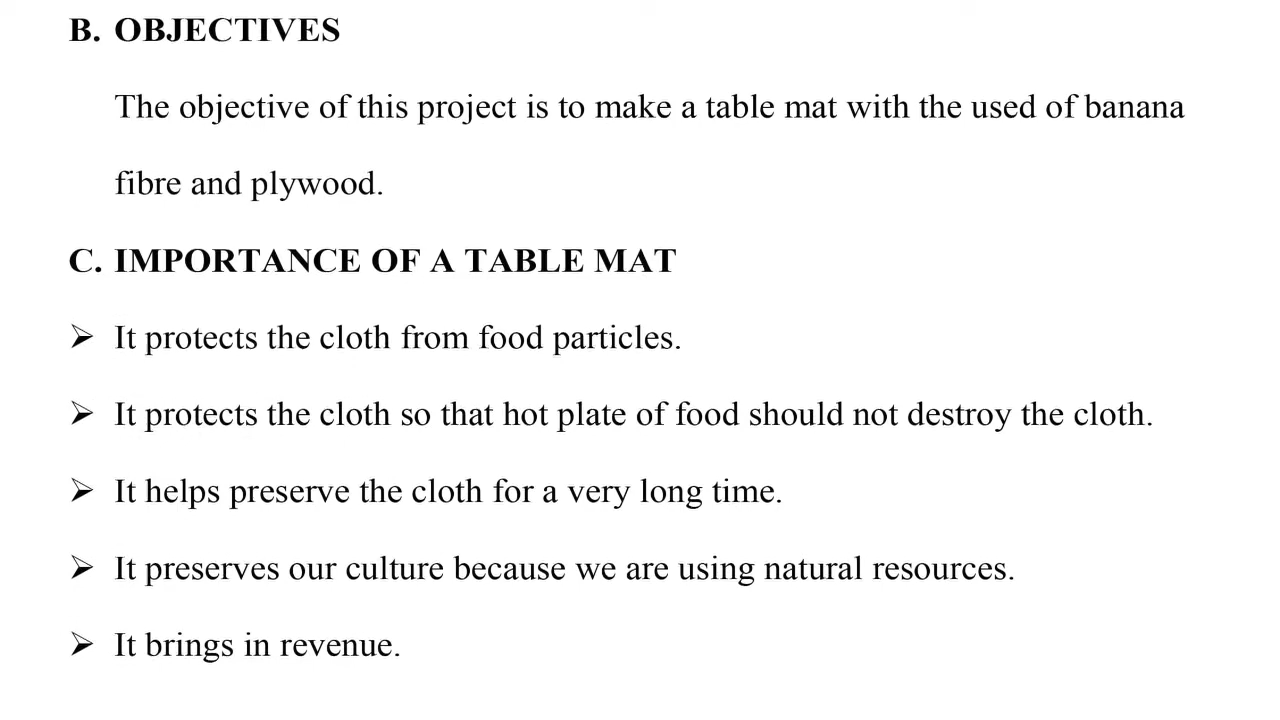 B. OBJECTIVES
The objective of this project is to make a table mat with the used of banana
fibre and plywood.
C. IMPORTANCE OF A TABLE MAT
➢ It protects the cloth from food particles.
➢ It protects the cloth so that hot plate of food should not destroy the cloth.
➢ It helps preserve the cloth for a very long time.
➢ It preserves our culture because we are using natural resources.
➢ It brings in revenue.